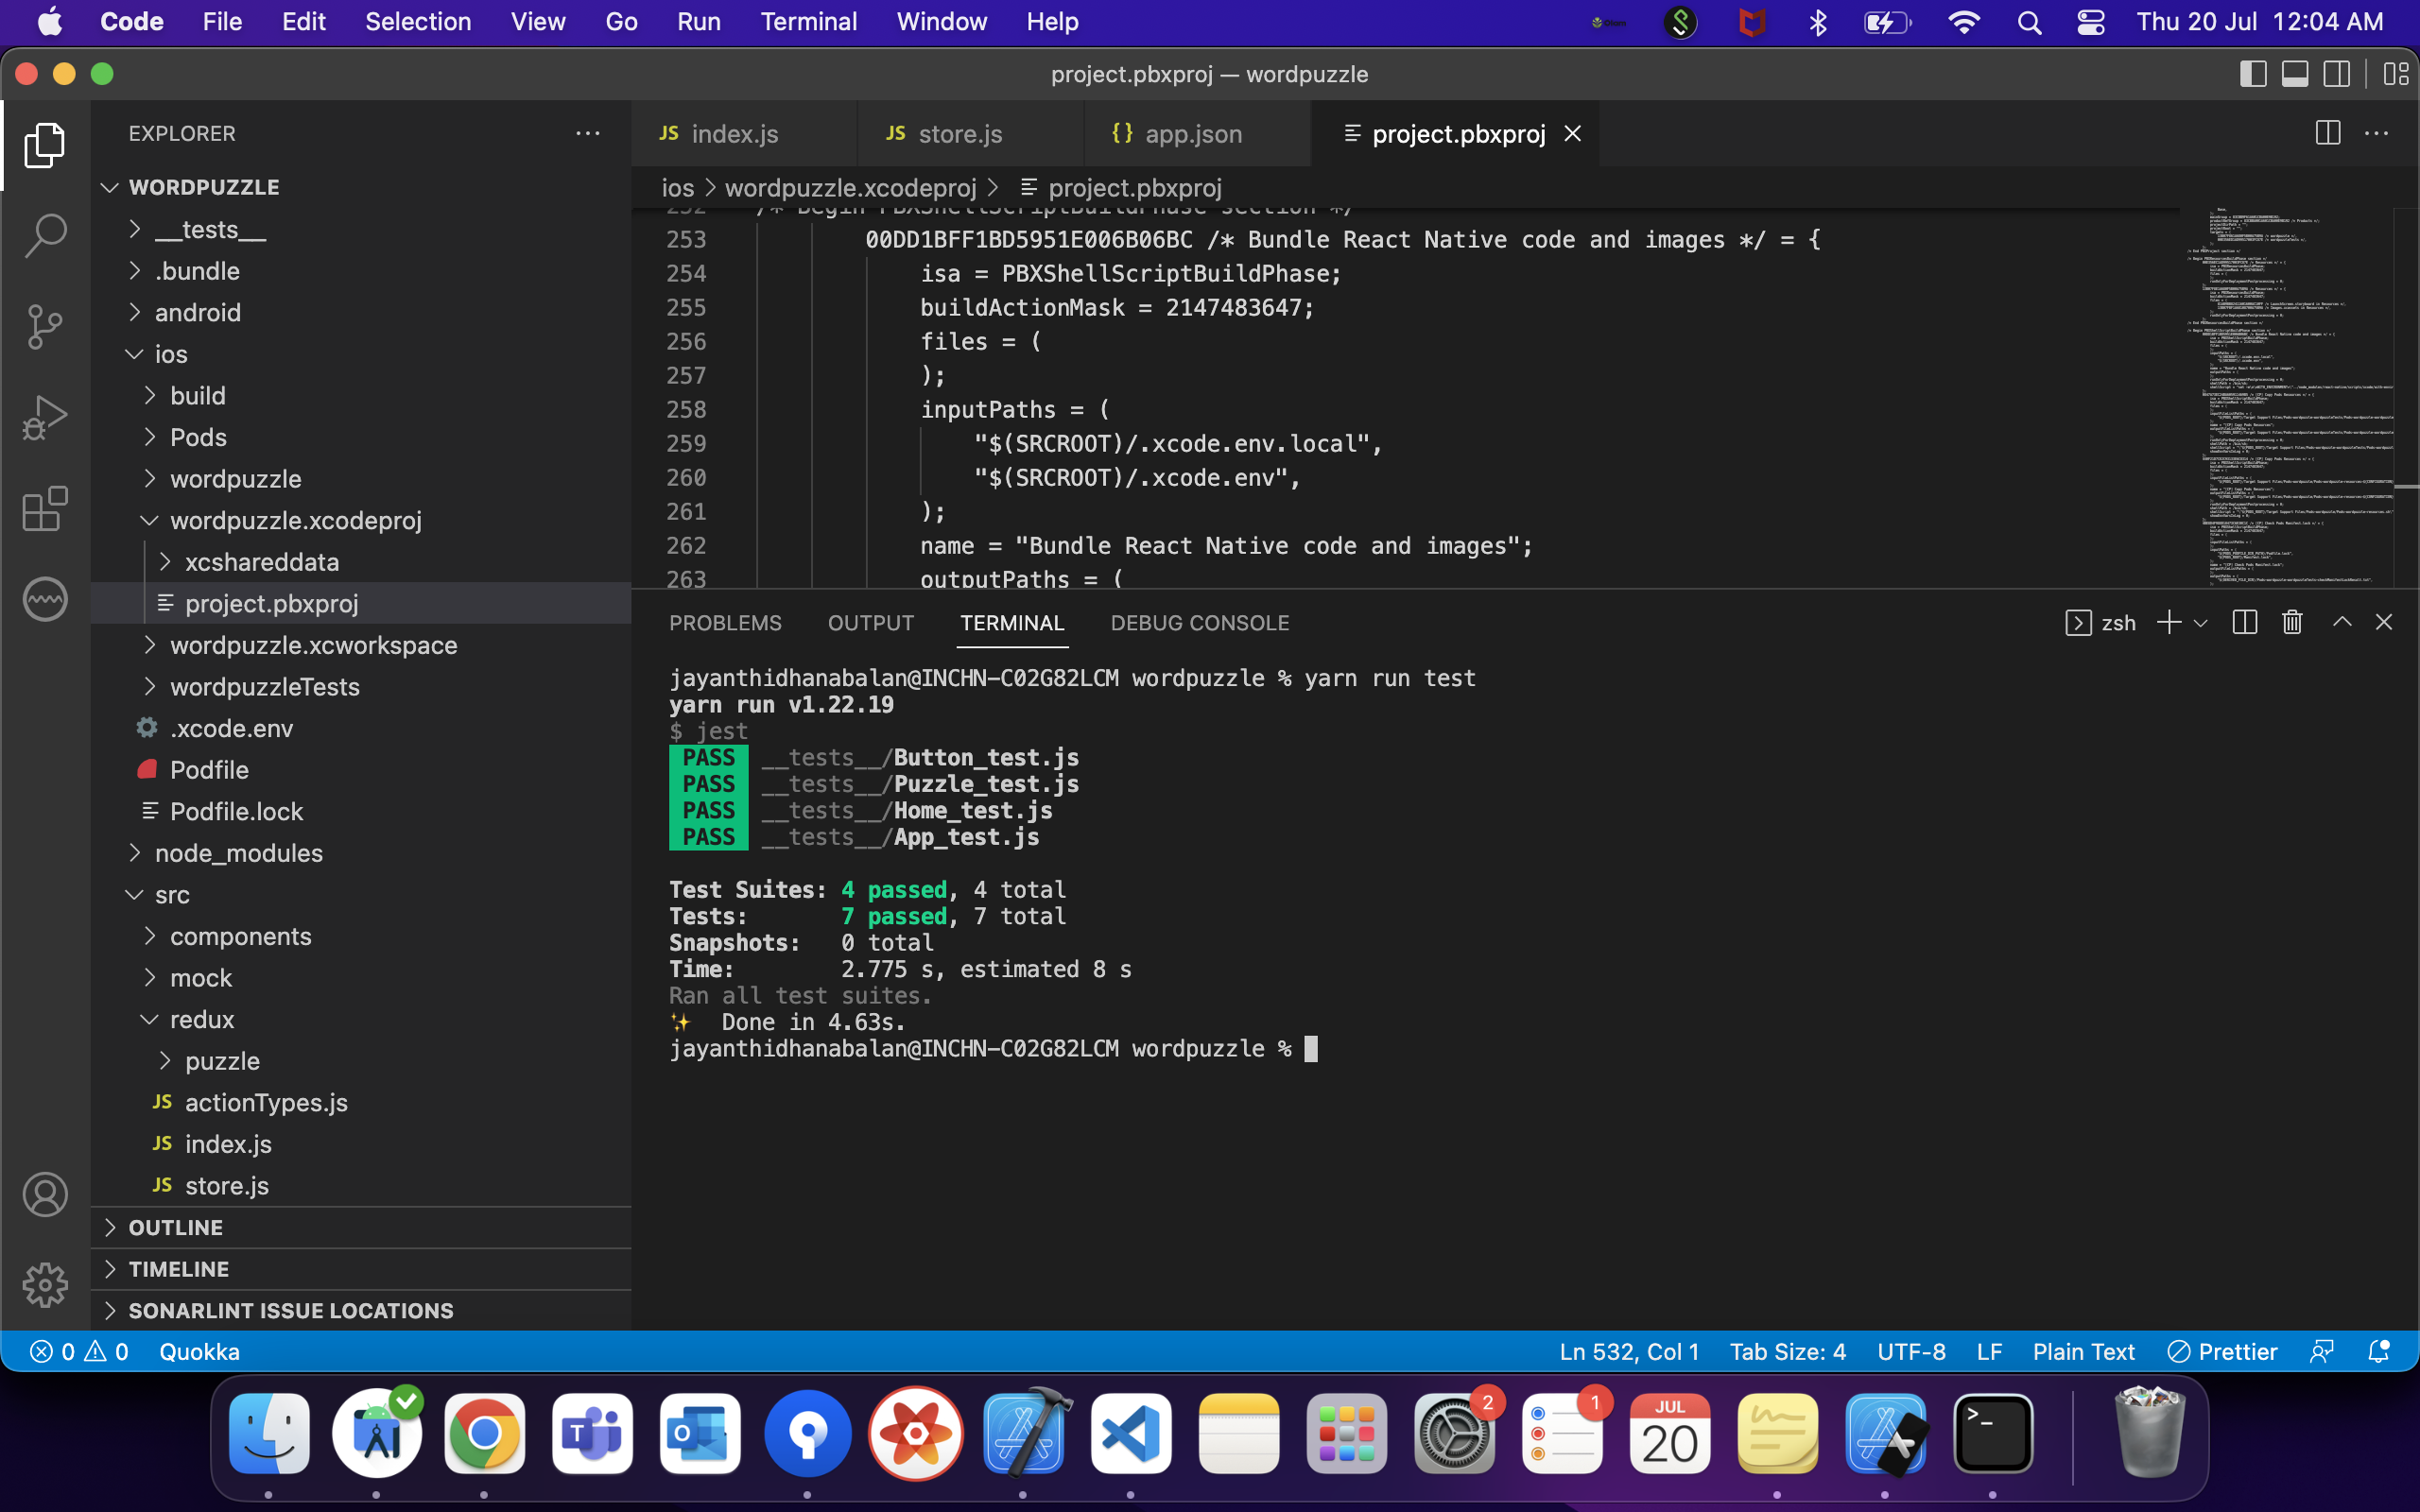 Code File Edit Selection View Go Run Terminal Window Help Thu 20 Jul 12:04 AM
project.pbxproj — wordpuzzle
EXPLORER
JS index.js JS store.js {} app.json project.pbxproj
ios > wordpuzzle.xcodeproj > project.pbxproj
WORDPUZZLE
__tests__
.bundle
android
ios
build
Pods
wordpuzzle
wordpuzzle.xcodeproj
xcshareddata
project.pbxproj
wordpuzzle.xcworkspace
wordpuzzleTests
.xcode.env
Podfile
Podfile.lock
node_modules
src
components
mock
redux
puzzle
JS actionTypes.js
JS index.js
JS store.js
OUTLINE
TIMELINE
SONARLINT ISSUE LOCATIONS
252 /* Begin PBXShellScriptBuildPhase section */
253 00DD1BFF1BD5951E006B06BC /* Bundle React Native code and images */ = {
254 isa = PBXShellScriptBuildPhase;
255 buildActionMask = 2147483647;
256 files = (
257 );
258 inputPaths = (
259 "$(SRCROOT)/.xcode.env.local",
260 "$(SRCROOT)/.xcode.env",
261 );
262 name = "Bundle React Native code and images";
263 outputPaths = (
PROBLEMS OUTPUT TERMINAL DEBUG CONSOLE zsh
jayanthidhanabalan@INCHN-C02G82LCM wordpuzzle % yarn run test
yarn run v1.22.19
$ jest
PASS __tests__/Button_test.js
PASS __tests__/Puzzle_test.js
PASS __tests__/Home_test.js
PASS __tests__/App_test.js
Test Suites: 4 passed, 4 total
Tests: 7 passed, 7 total
Snapshots: 0 total
Time: 2.775 s, estimated 8 s
Ran all test suites.
✨ Done in 4.63s.
jayanthidhanabalan@INCHN-C02G82LCM wordpuzzle %
0 0 Quokka Ln 532, Col 1 Tab Size: 4 UTF-8 LF Plain Text Prettier
T O 2 1 JUL 20 >_